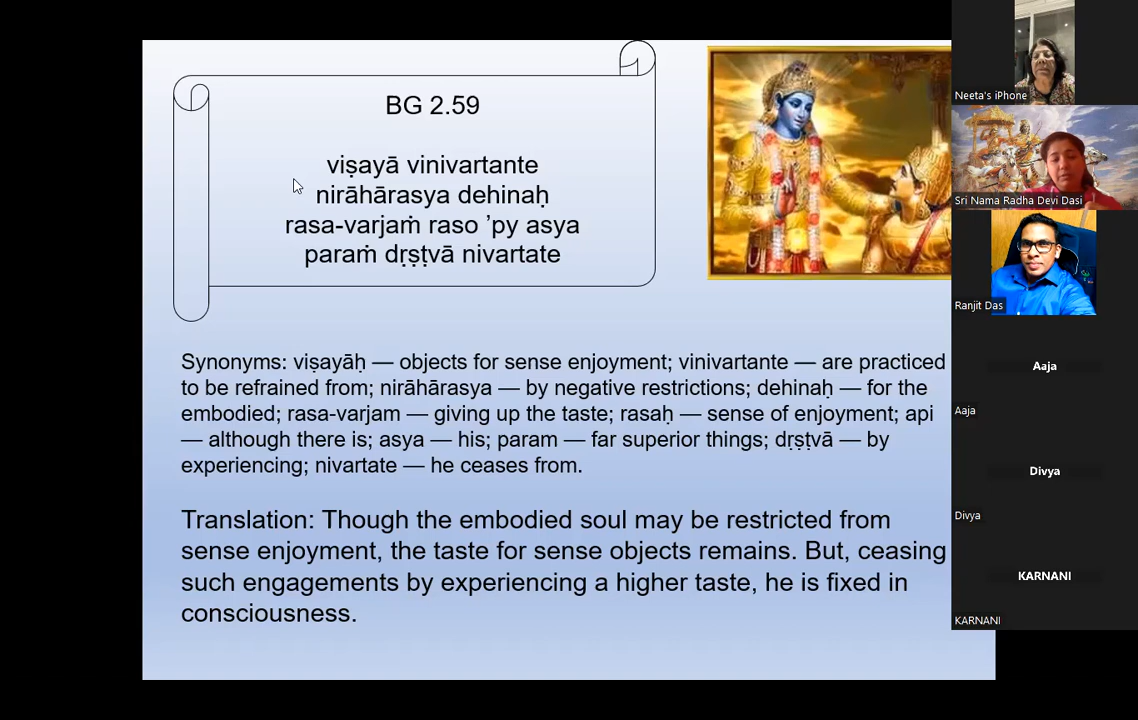 BG 2.59
viṣayā vinivartante
nirāhārasya dehinaḥ
rasa-varjaṁ raso ’py asya
paraṁ dṛṣṭvā nivartate
Synonyms: viṣayāḥ — objects for sense enjoyment; vinivartante — are practiced
to be refrained from; nirāhārasya — by negative restrictions; dehinaḥ — for the
embodied; rasa-varjam — giving up the taste; rasaḥ — sense of enjoyment; api
— although there is; asya — his; param — far superior things; dṛṣṭvā — by
experiencing; nivartate — he ceases from.
Translation: Though the embodied soul may be restricted from
sense enjoyment, the taste for sense objects remains. But, ceasing
such engagements by experiencing a higher taste, he is fixed in
consciousness.
Neeta's iPhone
Sri Nama Radha Devi Dasi
Ranjit Das
Aaja
Aaja
Divya
Divya
KARNANI
KARNANI